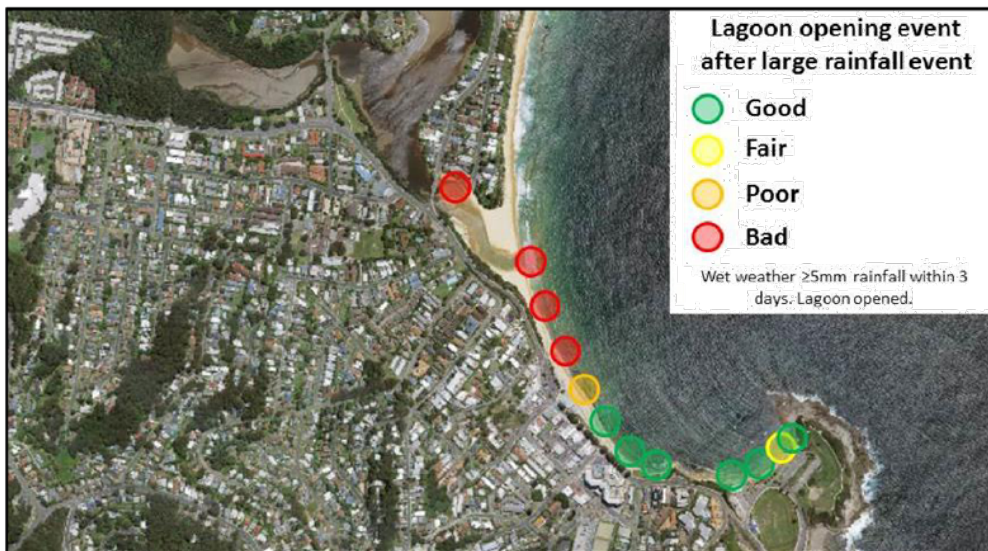 Lagoon opening event
after large rainfall event
Good
Fair
Poor
Bad
Wet weather ≥5mm rainfall within 3
days. Lagoon opened.